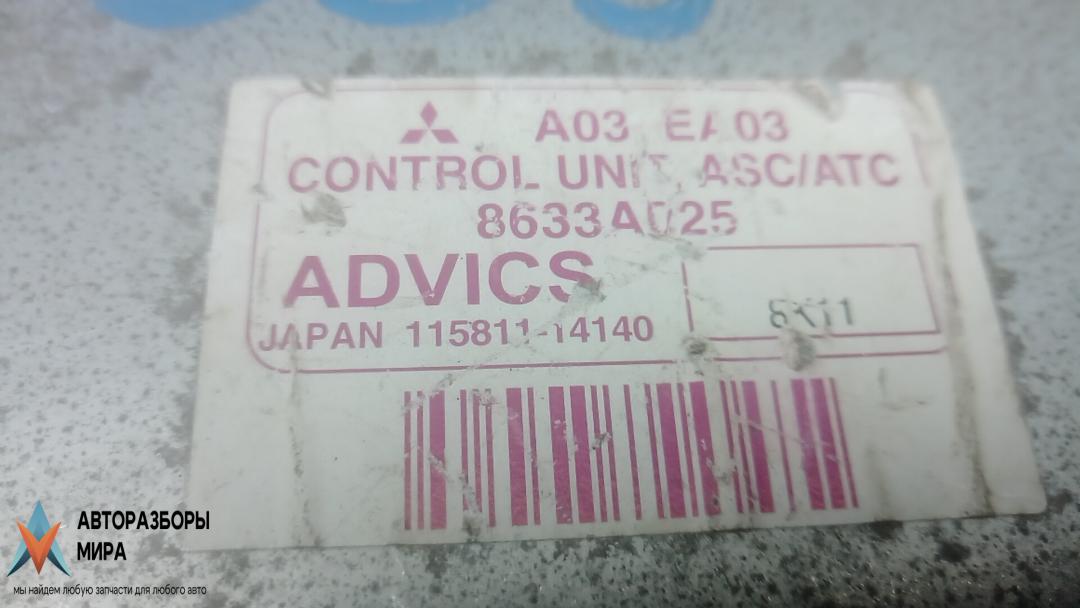 A03 EA03
CONTROL UNIT, ASC/ATC
8633A025
ADVICS
JAPAN 115811-14140
АВТОРАЗБОРЫ
МИРА
мы найдем любую запчасти для любого авто